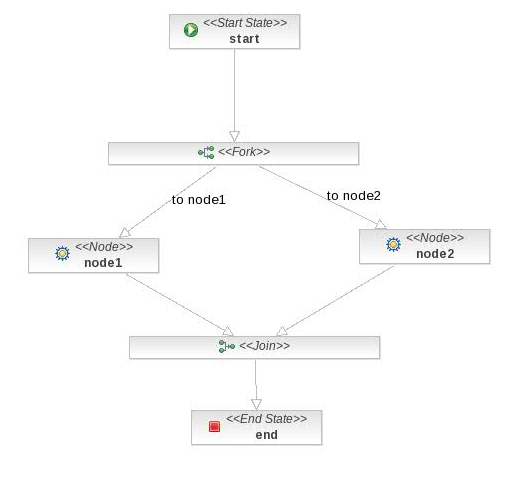 <<Start State>>
start
<<Fork>>
to node1
to node2
<<Node>>
node1
<<Node>>
node2
<<Join>>
<<End State>>
end